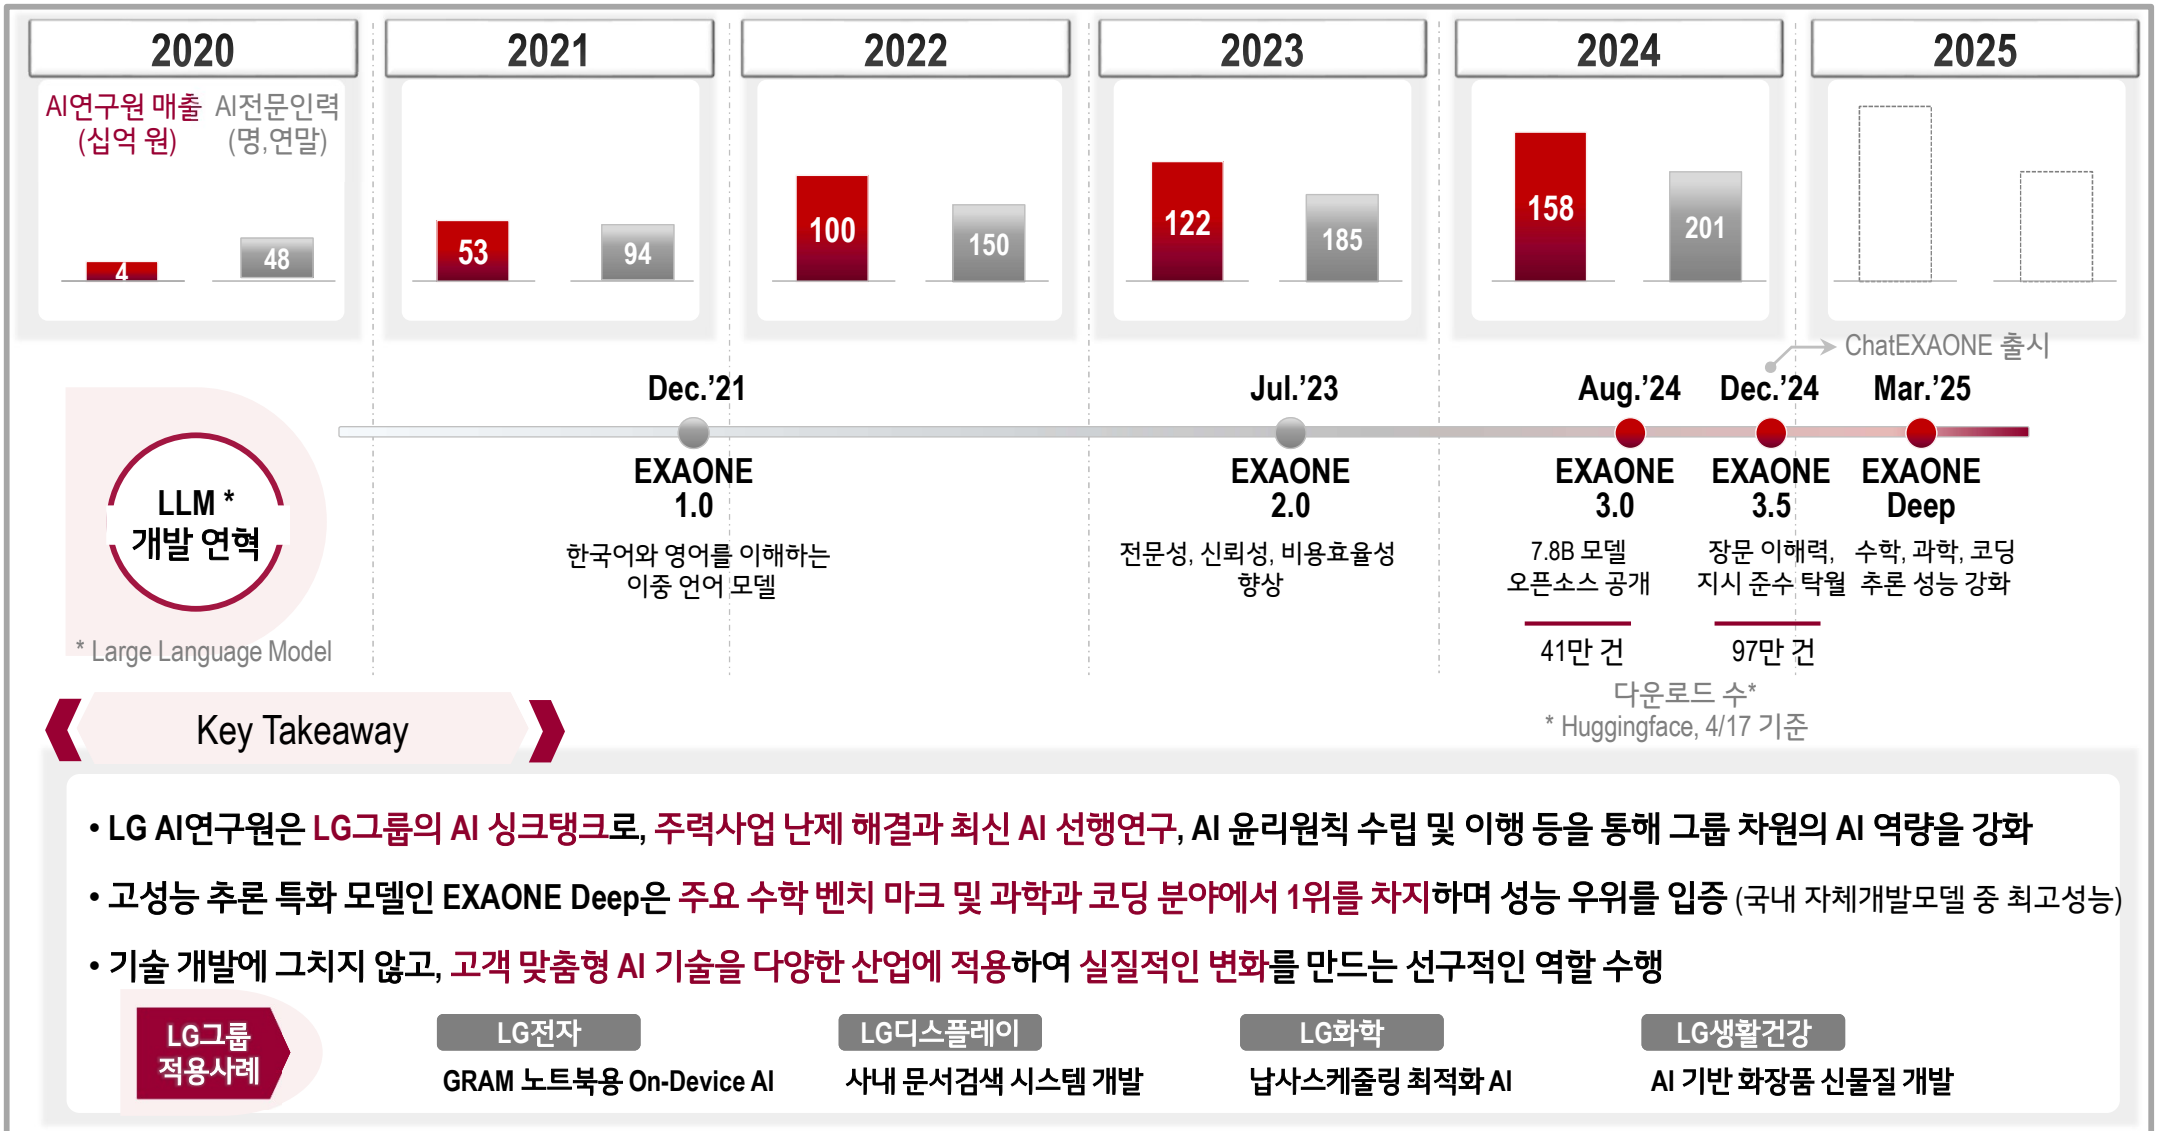 2020
2021
2022
2023
2024
2025
AI연구원 매출
(십억 원)
AI전문인력
(명,연말)
4
48
53
94
100
150
122
185
158
201
ChatEXAONE 출시
LLM *
개발 연혁
* Large Language Model
Dec.’21
EXAONE
1.0
한국어와 영어를 이해하는
이중 언어 모델
Jul.’23
EXAONE
2.0
전문성, 신뢰성, 비용효율성
향상
Aug.’24
EXAONE
3.0
7.8B 모델
오픈소스 공개
41만 건
Dec.’24
EXAONE
3.5
장문 이해력,
지시 준수 탁월
97만 건
Mar.’25
EXAONE
Deep
수학, 과학, 코딩
추론 성능 강화
다운로드 수*
* Huggingface, 4/17 기준
Key Takeaway
• LG AI연구원은 LG그룹의 AI 싱크탱크로, 주력사업 난제 해결과 최신 AI 선행연구, AI 윤리원칙 수립 및 이행 등을 통해 그룹 차원의 AI 역량을 강화
• 고성능 추론 특화 모델인 EXAONE Deep은 주요 수학 벤치 마크 및 과학과 코딩 분야에서 1위를 차지하며 성능 우위를 입증 (국내 자체개발모델 중 최고성능)
• 기술 개발에 그치지 않고, 고객 맞춤형 AI 기술을 다양한 산업에 적용하여 실질적인 변화를 만드는 선구적인 역할 수행
LG그룹
적용사례
LG전자
GRAM 노트북용 On-Device AI
LG디스플레이
사내 문서검색 시스템 개발
LG화학
납사스케줄링 최적화 AI
LG생활건강
AI 기반 화장품 신물질 개발